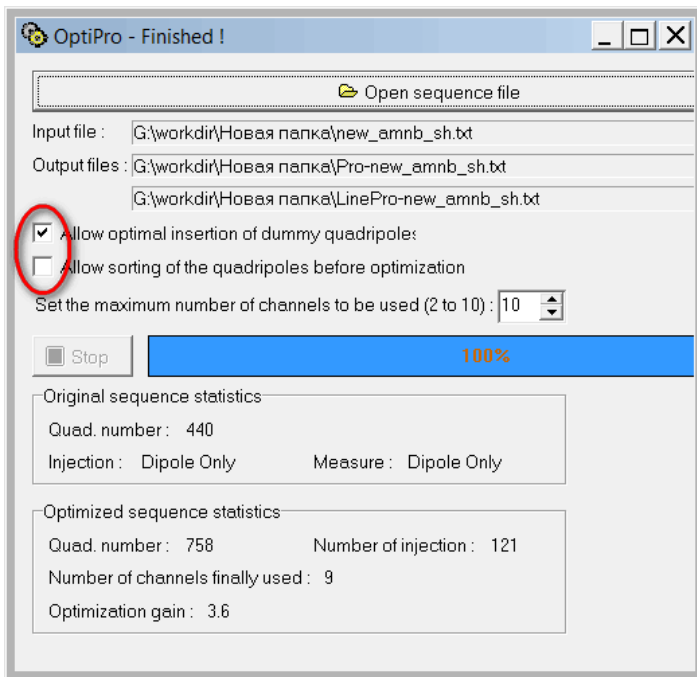 OptiPro - Finished !
Open sequence file
Input file : G:\workdir\Новая папка\new_amnb_sh.txt
Output files : G:\workdir\Новая папка\Pro-new_amnb_sh.txt
G:\workdir\Новая папка\LinePro-new_amnb_sh.txt
Allow optimal insertion of dummy quadripoles
Allow sorting of the quadripoles before optimization
Set the maximum number of channels to be used (2 to 10) : 10
Stop 100%
Original sequence statistics
Quad. number : 440
Injection : Dipole Only Measure : Dipole Only
Optimized sequence statistics
Quad. number : 758 Number of injection : 121
Number of channels finally used : 9
Optimization gain : 3.6